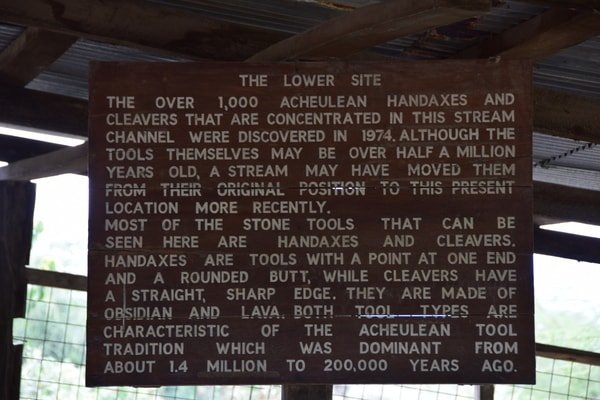 THE LOWER SITE
THE OVER 1,000 ACHEULEAN HANDAXES AND
CLEAVERS THAT ARE CONCENTRATED IN THIS STREAM
CHANNEL WERE DISCOVERED IN 1974. ALTHOUGH THE
TOOLS THEMSELVES MAY BE OVER HALF A MILLION
YEARS OLD, A STREAM MAY HAVE MOVED THEM
FROM THEIR ORIGINAL POSITION TO THIS PRESENT
LOCATION MORE RECENTLY.
MOST OF THE STONE TOOLS THAT CAN BE
SEEN HERE ARE HANDAXES AND CLEAVERS.
HANDAXES ARE TOOLS WITH A POINT AT ONE END
AND A ROUNDED BUTT, WHILE CLEAVERS HAVE
A STRAIGHT, SHARP EDGE. THEY ARE MADE OF
OBSIDIAN AND LAVA. BOTH TOOL TYPES ARE
CHARACTERISTIC OF THE ACHEULEAN TOOL
TRADITION WHICH WAS DOMINANT FROM
ABOUT 1.4 MILLION TO 200,000 YEARS AGO.